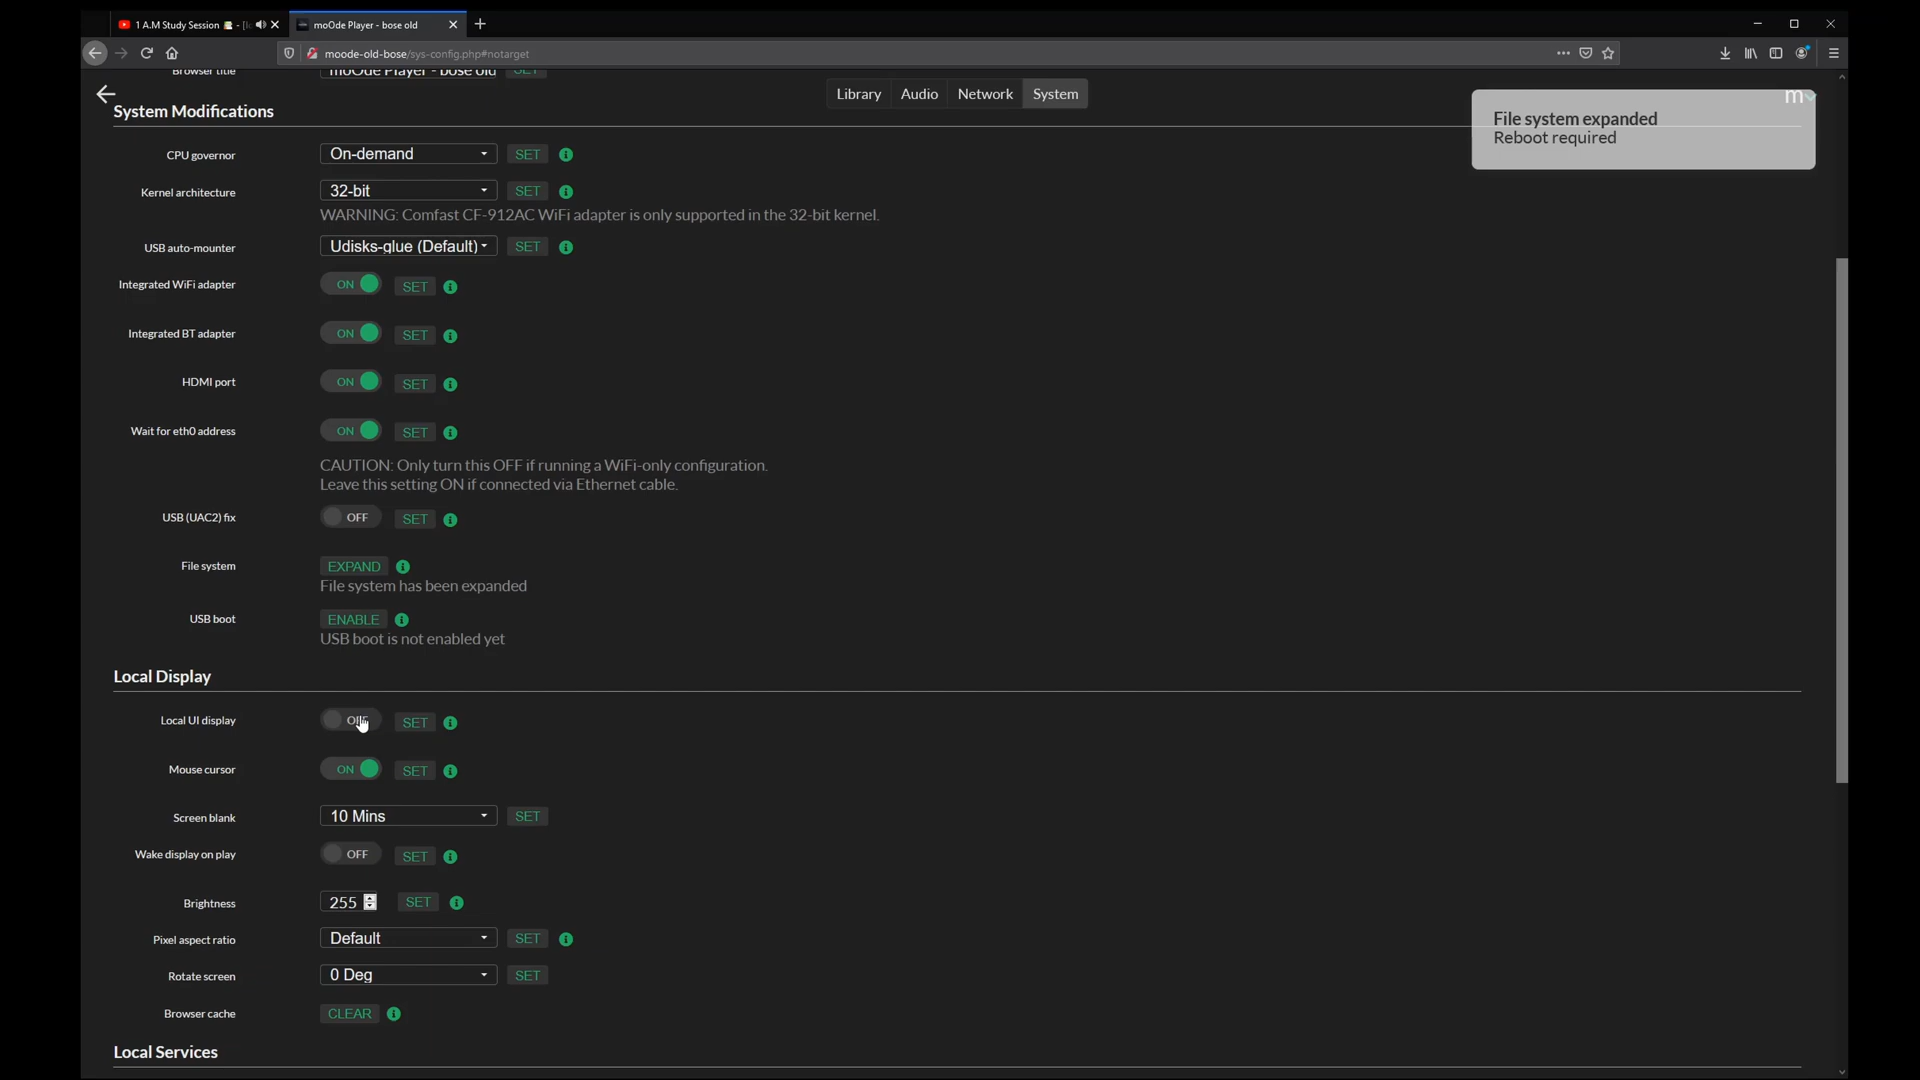 1 A.M Study Session
moOde Player - bose old
moode-old-bose/sys-config.php#notarget
Browser title
moOde Player - bose old
SET
Library
Audio
Network
System
m
File system expanded
Reboot required
System Modifications
CPU governor
On-demand
SET
Kernel architecture
32-bit
SET
WARNING: Comfast CF-912AC WiFi adapter is only supported in the 32-bit kernel.
USB auto-mounter
Udisks-glue (Default)
SET
Integrated WiFi adapter
ON
SET
Integrated BT adapter
ON
SET
HDMI port
ON
SET
Wait for eth0 address
ON
SET
CAUTION: Only turn this OFF if running a WiFi-only configuration.
Leave this setting ON if connected via Ethernet cable.
USB (UAC2) fix
OFF
SET
File system
EXPAND
File system has been expanded
USB boot
ENABLE
USB boot is not enabled yet
Local Display
Local UI display
OFF
SET
Mouse cursor
ON
SET
Screen blank
10 Mins
SET
Wake display on play
OFF
SET
Brightness
255
SET
Pixel aspect ratio
Default
SET
Rotate screen
0 Deg
SET
Browser cache
CLEAR
Local Services